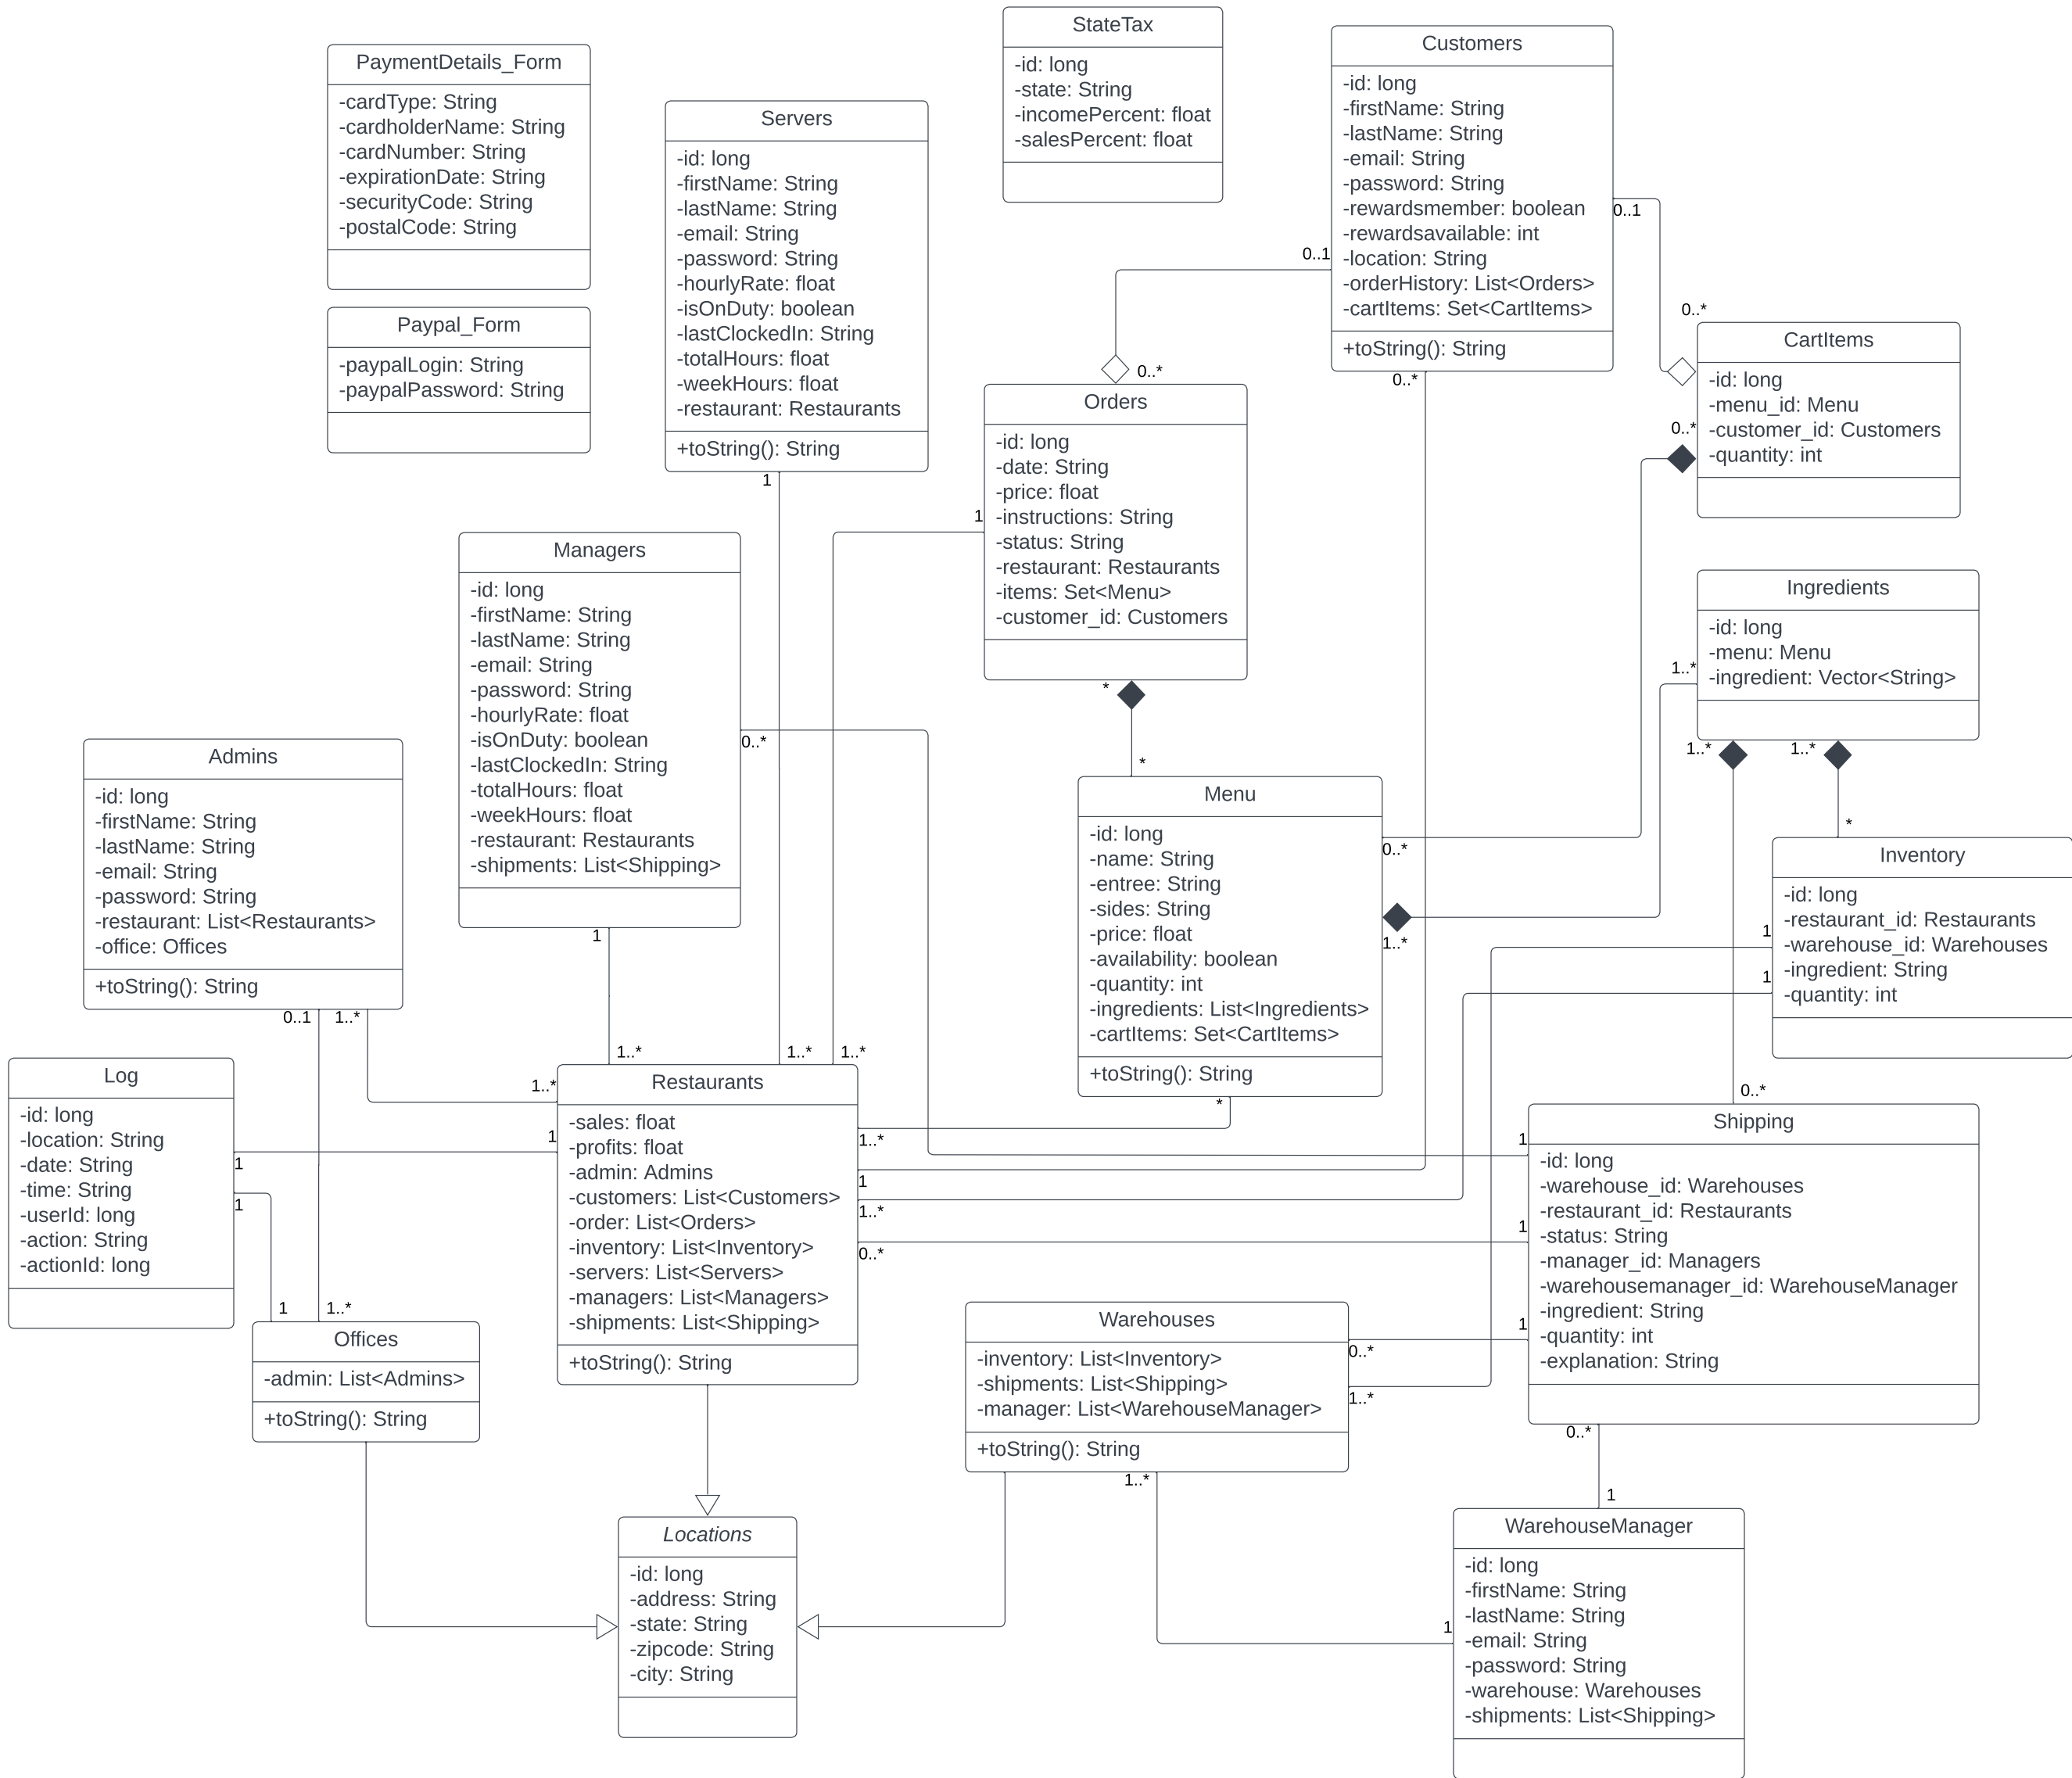 StateTax
-id: long
-state: String
-incomePercent: float
-salesPercent: float
Customers
-id: long
-firstName: String
-lastName: String
-email: String
-password: String
-rewardsmember: boolean
-rewardsavailable: int
-location: String
-orderHistory: List<Orders>
-cartItems: Set<CartItems>
+toString(): String
0..1
0..1
0..*
PaymentDetails_Form
-cardType: String
-cardholderName: String
-cardNumber: String
-expirationDate: String
-securityCode: String
-postalCode: String
Paypal_Form
-paypalLogin: String
-paypalPassword: String
Servers
-id: long
-firstName: String
-lastName: String
-email: String
-password: String
-hourlyRate: float
-isOnDuty: boolean
-lastClockedIn: String
-totalHours: float
-weekHours: float
-restaurant: Restaurants
+toString(): String
1
0..*
CartItems
-id: long
-menu_id: Menu
-customer_id: Customers
-quantity: int
0..*
0..*
Orders
-id: long
-date: String
-price: float
-instructions: String
-status: String
-restaurant: Restaurants
-items: Set<Menu>
-customer_id: Customers
1
*
*
Managers
-id: long
-firstName: String
-lastName: String
-email: String
-password: String
-hourlyRate: float
-isOnDuty: boolean
-lastClockedIn: String
-totalHours: float
-weekHours: float
-restaurant: Restaurants
-shipments: List<Shipping>
0..*
1
Ingredients
-id: long
-menu: Menu
-ingredient: Vector<String>
1..*
1..*
1..*
*
Admins
-id: long
-firstName: String
-lastName: String
-email: String
-password: String
-restaurant: List<Restaurants>
-office: Offices
+toString(): String
0..1
1..*
Menu
-id: long
-name: String
-entree: String
-sides: String
-price: float
-availability: boolean
-quantity: int
-ingredients: List<Ingredients>
-cartItems: Set<CartItems>
+toString(): String
0..*
1..*
*
Inventory
-id: long
-restaurant_id: Restaurants
-warehouse_id: Warehouses
-ingredient: String
-quantity: int
1
1
Log
-id: long
-location: String
-date: String
-time: String
-userId: long
-action: String
-actionId: long
1
1
1..*
1..*
1..*
1..*
1
Restaurants
-sales: float
-profits: float
-admin: Admins
-customers: List<Customers>
-order: List<Orders>
-inventory: List<Inventory>
-servers: List<Servers>
-managers: List<Managers>
-shipments: List<Shipping>
+toString(): String
1..*
1
1..*
0..*
0..*
Shipping
-id: long
-warehouse_id: Warehouses
-restaurant_id: Restaurants
-status: String
-manager_id: Managers
-warehousemanager_id: WarehouseManager
-ingredient: String
-quantity: int
-explanation: String
1
1
1
0..*
1
1
1..*
Offices
-admin: List<Admins>
+toString(): String
Warehouses
-inventory: List<Inventory>
-shipments: List<Shipping>
-manager: List<WarehouseManager>
+toString(): String
0..*
1..*
1..*
Locations
-id: long
-address: String
-state: String
-zipcode: String
-city: String
1
WarehouseManager
-id: long
-firstName: String
-lastName: String
-email: String
-password: String
-warehouse: Warehouses
-shipments: List<Shipping>